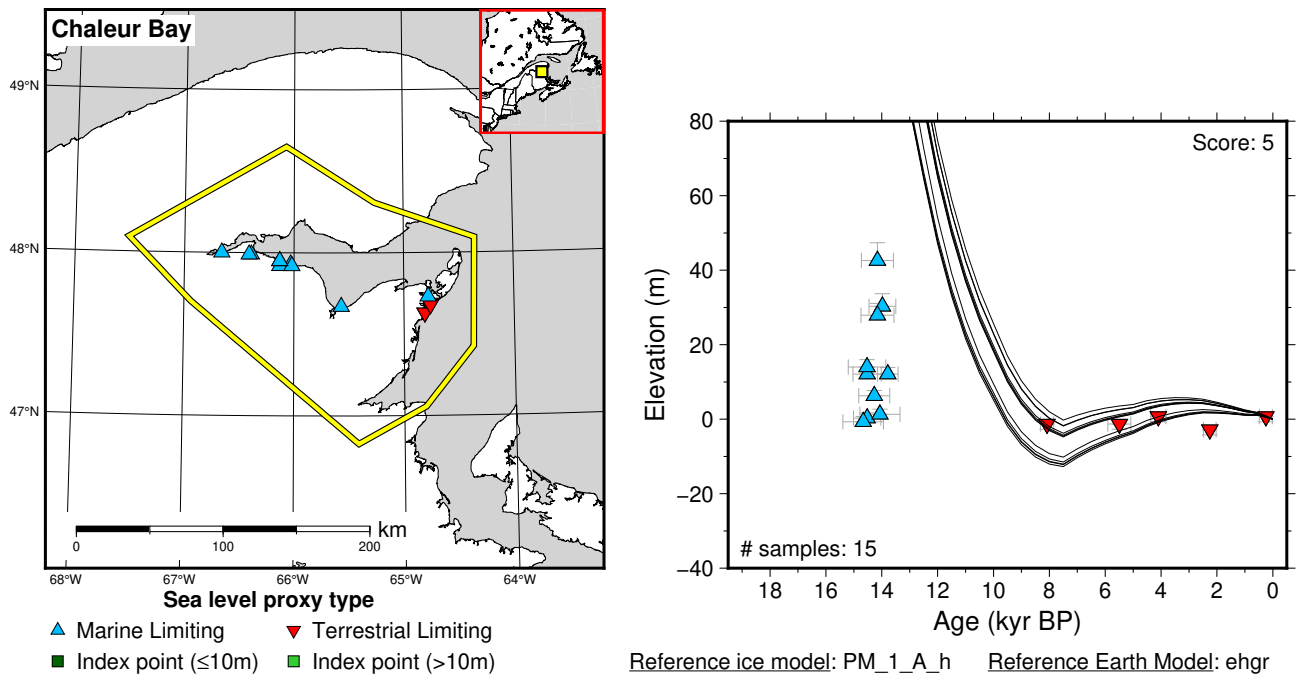 Chaleur Bay
49°N
48°N
47°N
km
0 100 200
68°W 67°W 66°W 65°W 64°W
Sea level proxy type
Marine Limiting Terrestrial Limiting
Index point (≤10m) Index point (>10m)
80
60
40
20
0
−20
−40
Elevation (m)
Score: 5
# samples: 15
18 16 14 12 10 8 6 4 2 0
Age (kyr BP)
Reference ice model: PM_1_A_h Reference Earth Model: ehgr